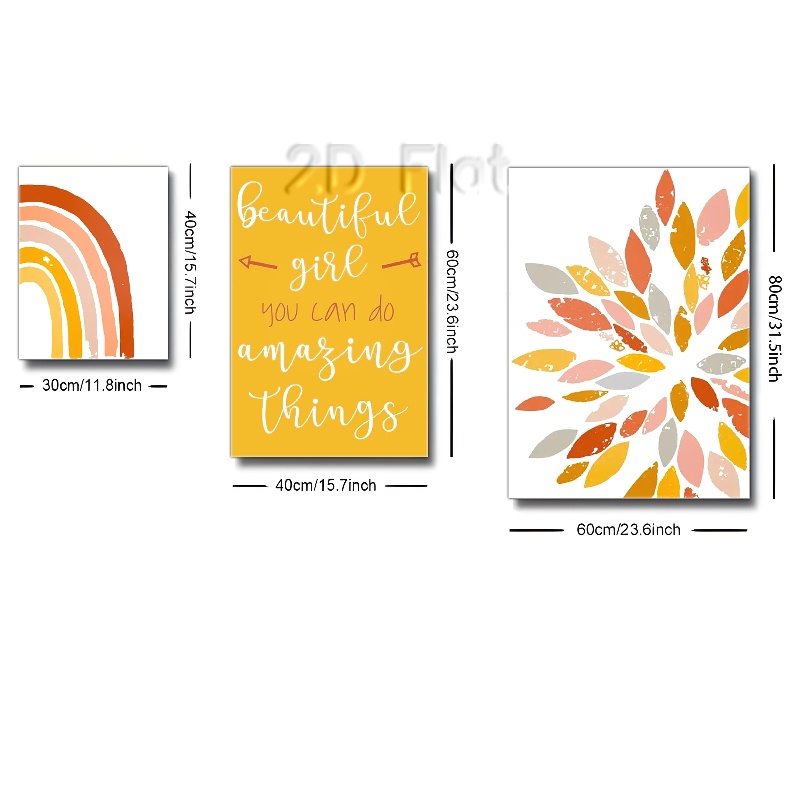 2D Flat
beautiful
girl
you can do
amazing
things
40cm/15.7inch
30cm/11.8inch
60cm/23.6inch
40cm/15.7inch
80cm/31.5inch
60cm/23.6inch